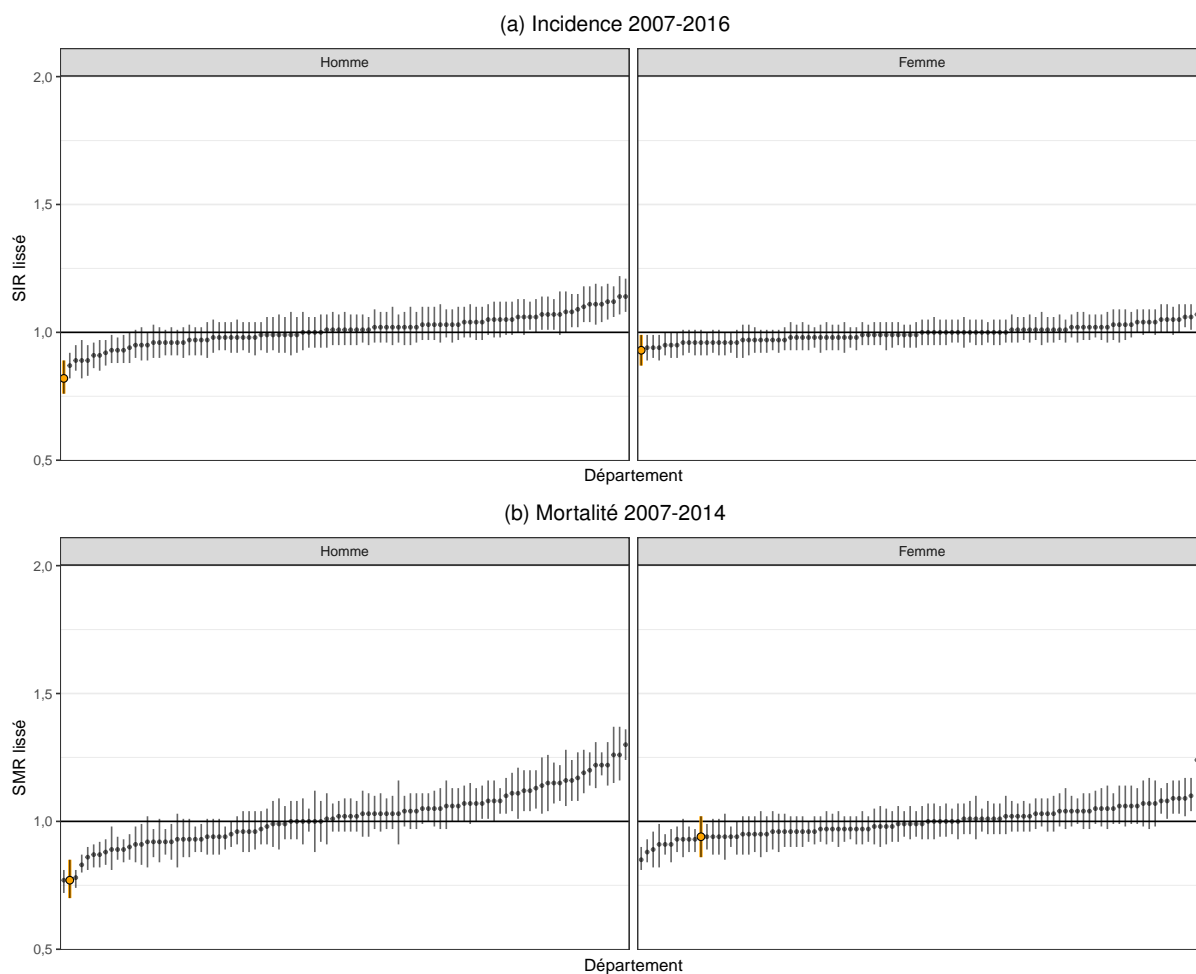 (a) Incidence 2007-2016
Homme
Femme
2,0
1,5
1,0
0,5
SIR lissé
Département
(b) Mortalité 2007-2014
Homme
Femme
2,0
1,5
1,0
0,5
SMR lissé
Département